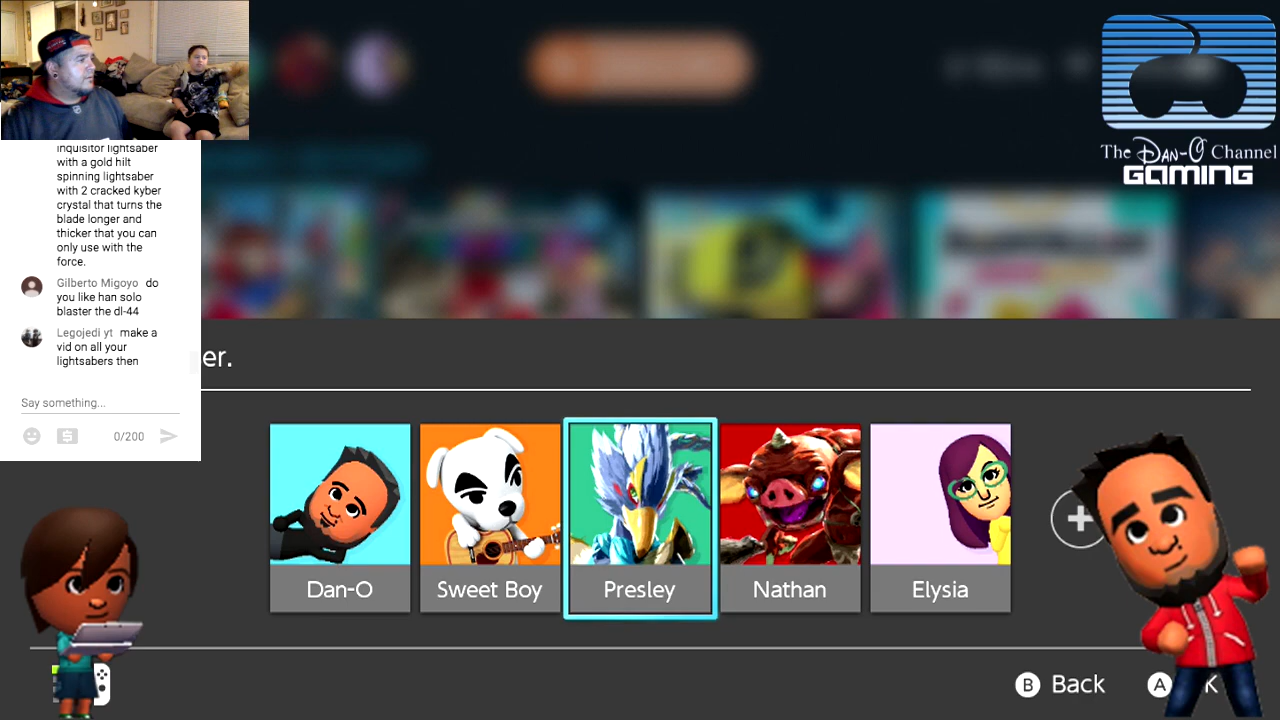 The Dan-O Channel
GAMING
inquisitor lightsaber
with a gold hilt
spinning lightsaber
with 2 cracked kyber
crystal that turns the
blade longer and
thicker that you can
only use with the
force.
Gilberto Migoyo do
you like han solo
blaster the dl-44
Legojedi yt make a
vid on all your
lightsabers then
Say something...
0/200
er.
Dan-O
Sweet Boy
Presley
Nathan
Elysia
B Back
A K